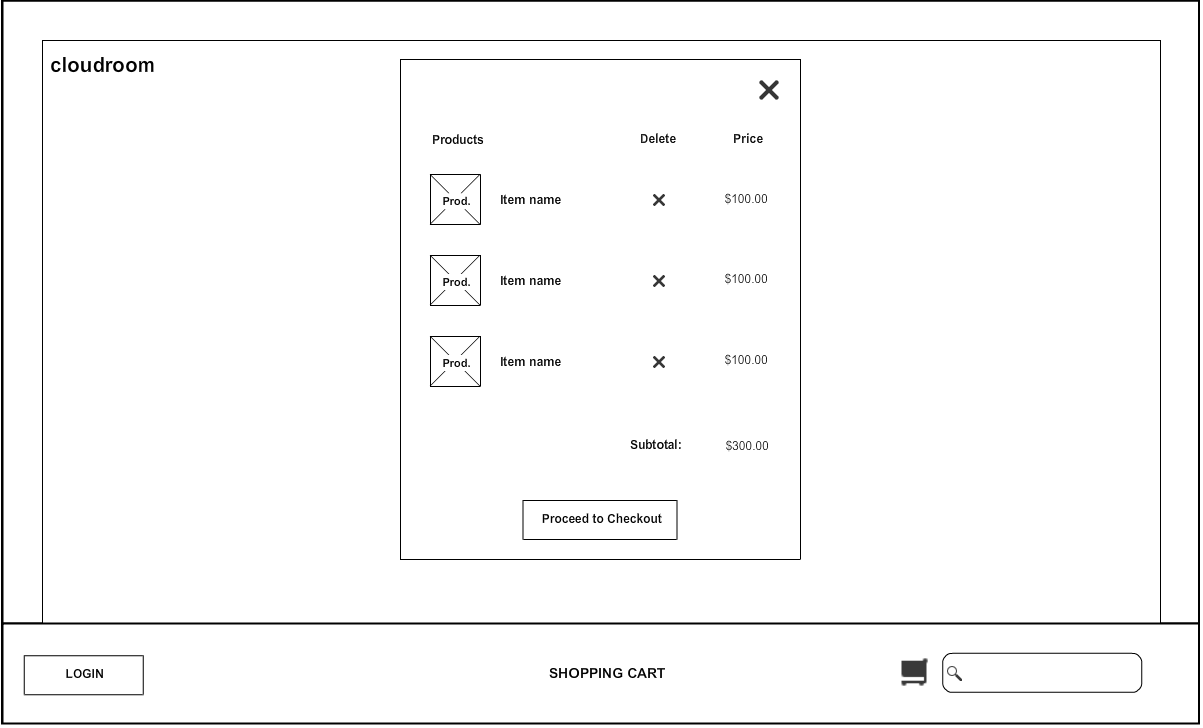 cloudroom
Products Delete Price
Prod. Item name $100.00
Prod. Item name $100.00
Prod. Item name $100.00
Subtotal: $300.00
Proceed to Checkout
LOGIN SHOPPING CART